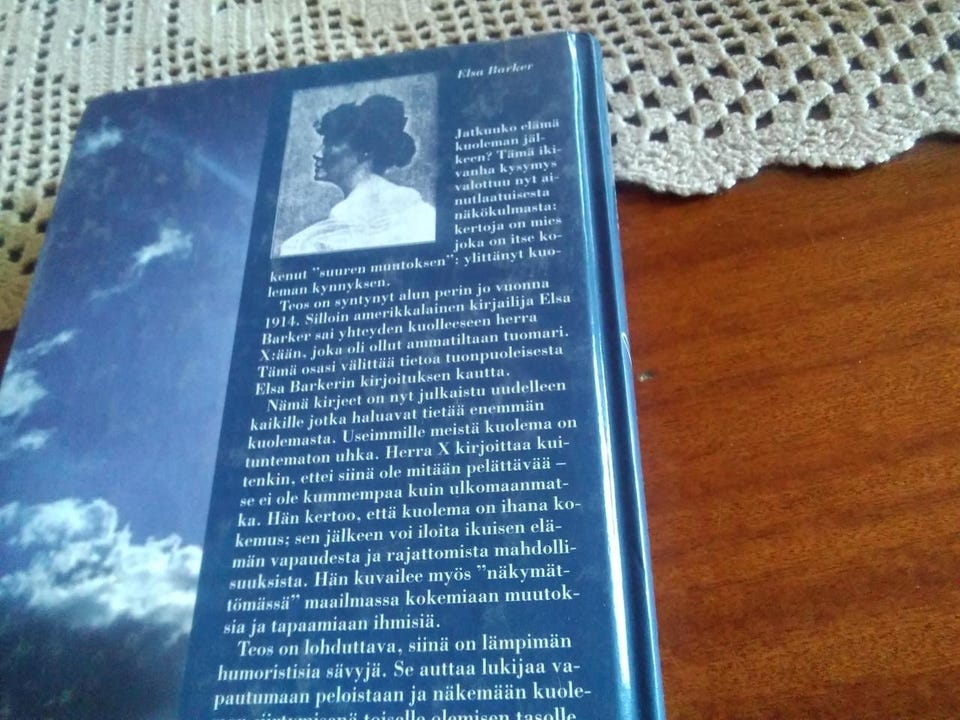 Elsa Barker
Jatkuuko elämä
kuoleman jäl-
keen? Tämä iki-
vanha kysymys
valottuu nyt ai-
nutlaatuisesta
näkökulmasta:
kertoja on mies
joka on itse ko-
kenut "suuren muutoksen": ylittänyt kuo-
leman kynnyksen.
Teos on syntynyt alun perin jo vuonna
1914. Silloin amerikkalainen kirjailija Elsa
Barker sai yhteyden kuolleeseen herra
X:ään, joka oli ollut ammatiltaan tuomari.
Tämä osasi välittää tietoa tuonpuoleisesta
Elsa Barkerin kirjoituksen kautta.
Nämä kirjeet on nyt julkaistu uudelleen
kaikille jotka haluavat tietää enemmän
kuolemasta. Useimmille meistä kuolema on
tuntematon uhka. Herra X kirjoittaa kui-
tenkin, ettei siinä ole mitään pelättävää –
se ei ole kummempaa kuin ulkomaanmat-
ka. Hän kertoo, että kuolema on ihana ko-
kemus; sen jälkeen voi iloita ikuisen elä-
män vapaudesta ja rajattomista mahdolli-
suuksista. Hän kuvailee myös "näkymät-
tömässä" maailmassa kokemiaan muutok-
sia ja tapaamiaan ihmisiä.
Teos on lohduttava, siinä on lämpimän
humoristisia sävyjä. Se auttaa lukijaa va-
pautumaan peloistaan ja näkemään kuole-
man siirtymisenä toiselle olemisen tasolle